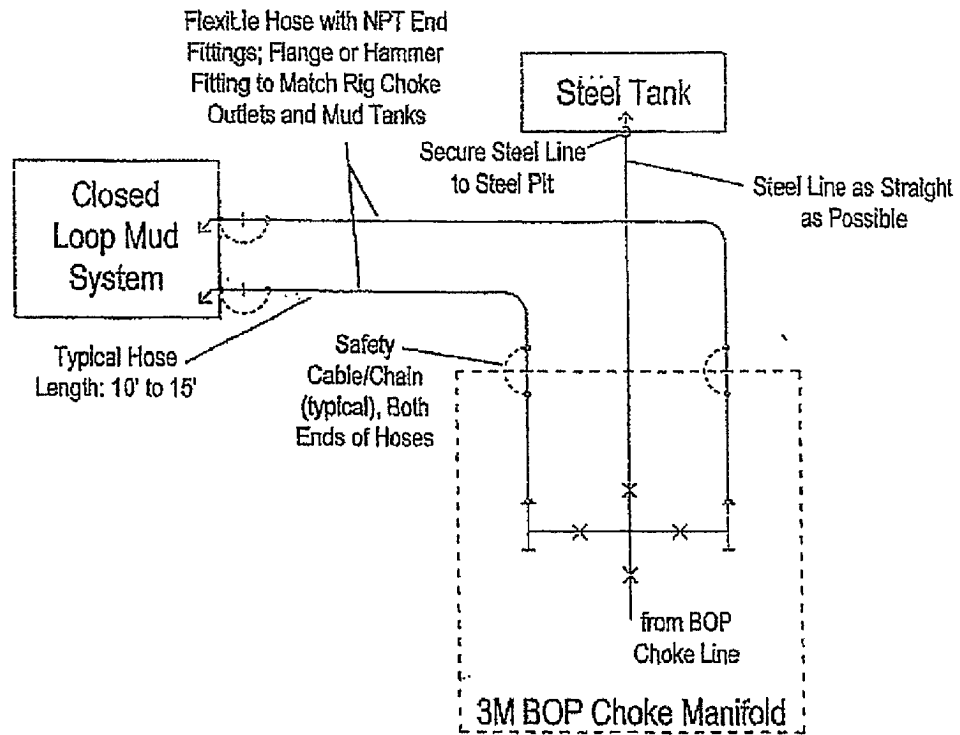 Flexible Hose with NPT End
Fittings; Flange or Hammer
Fitting to Match Rig Choke
Outlets and Mud Tanks
Steel Tank
Secure Steel Line
to Steel Pit
Steel Line as Straight
as Possible
Closed
Loop Mud
System
Typical Hose
Length: 10' to 15'
Safety
Cable/Chain
(typical), Both
Ends of Hoses
from BOP
Choke Line
3M BOP Choke Manifold